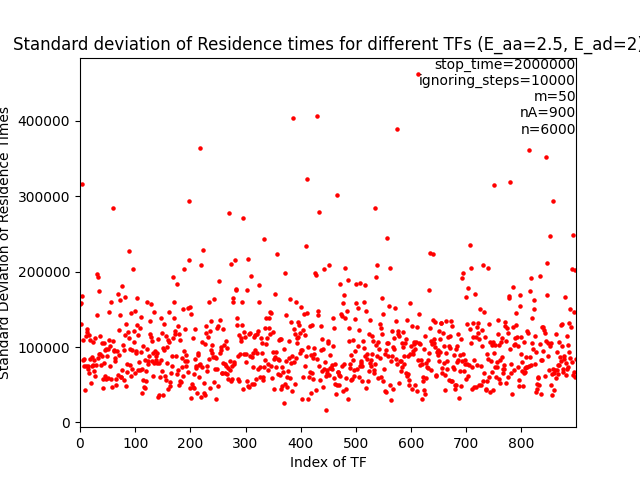 Standard deviation of Residence times for different TFs (E_aa=2.5, E_ad=2)
stop_time=2000000
ignoring_steps=10000
m=50
nA=900
n=6000
Standard Deviation of Residence Times
400000
300000
200000
100000
0
0 100 200 300 400 500 600 700 800
Index of TF